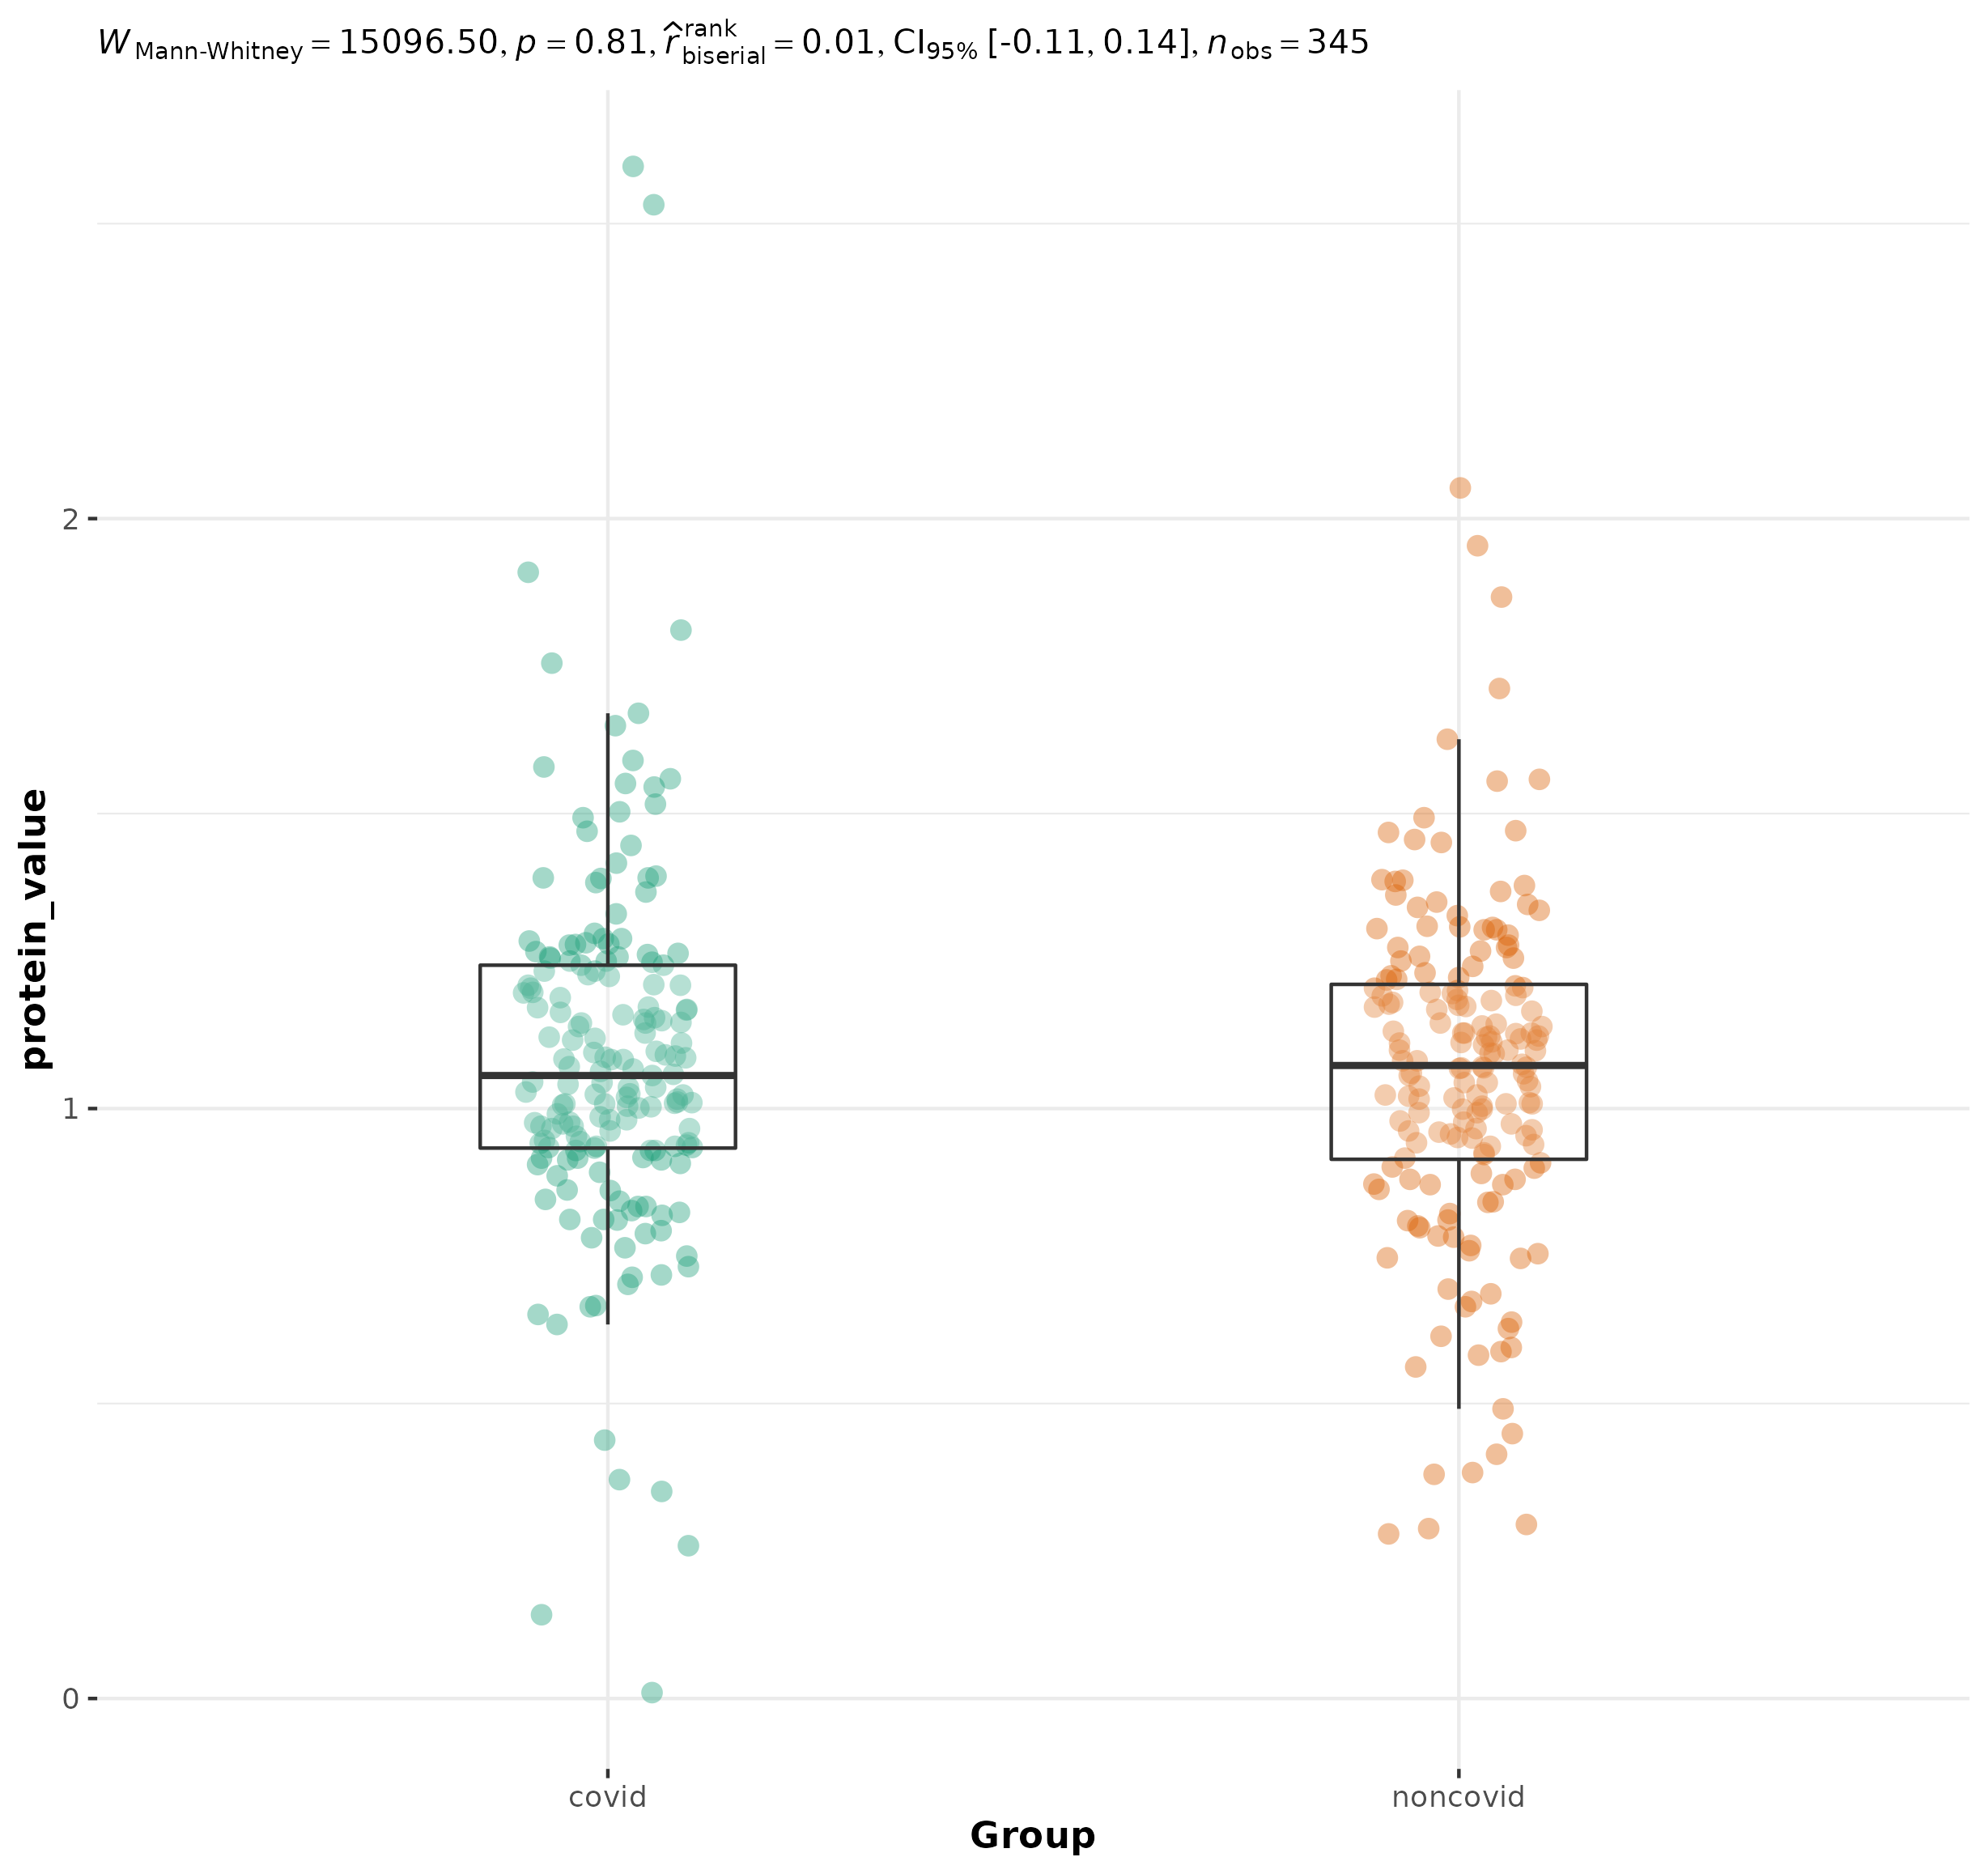 W Mann-Whitney = 15096.50, p = 0.81, r̂ rank biserial = 0.01, CI95% [-0.11, 0.14], n obs = 345
protein_value
2
1
0
covid noncovid
Group